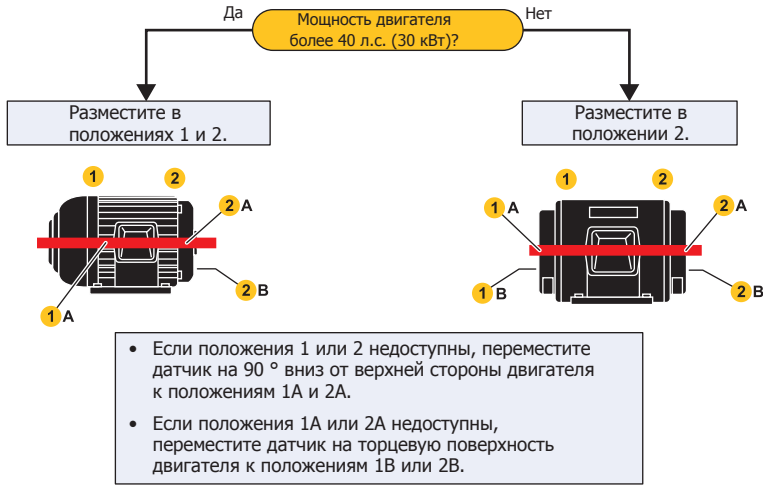 Да
Мощность двигателя
более 40 л.с. (30 кВт)?
Нет
Разместите в
положениях 1 и 2.
Разместите в
положении 2.
1
2
2 A
1 A
2 B
1
2
1 A
2 A
1 B
2 B
• Если положения 1 или 2 недоступны, переместите
датчик на 90 ° вниз от верхней стороны двигателя
к положениям 1A и 2A.
• Если положения 1A или 2A недоступны,
переместите датчик на торцевую поверхность
двигателя к положениям 1B или 2B.